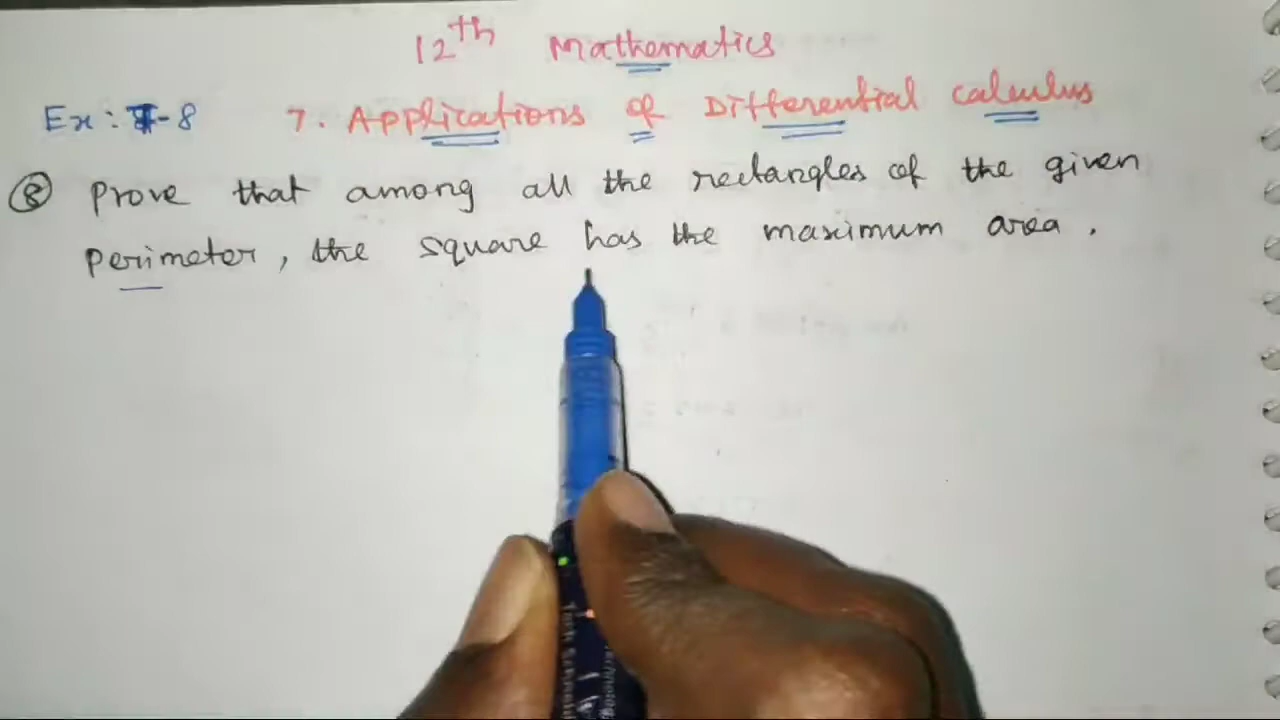 12th Mathematics
Ex: 7-8 7. Applications of Differential calculus
⑧ Prove that among all the rectangles of the given
perimeter, the square has the maximum area.